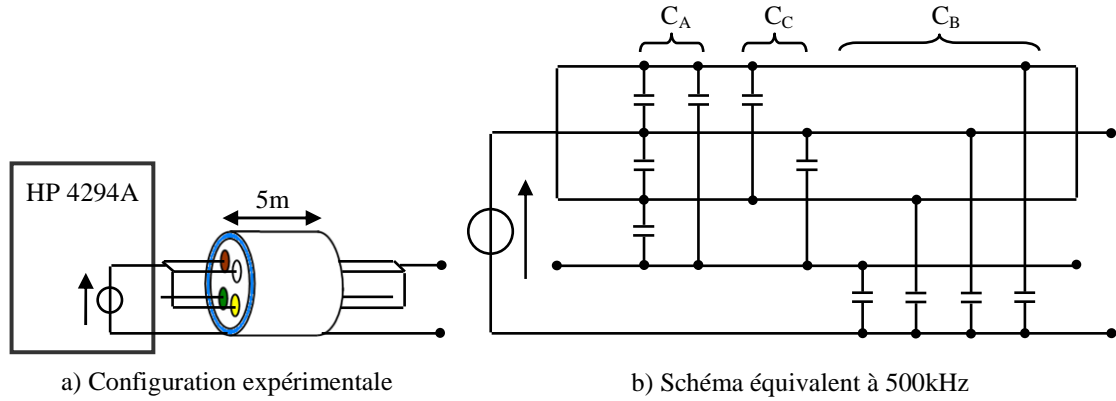 C_A
C_C
C_B
HP 4294A
5m
a) Configuration expérimentale
b) Schéma équivalent à 500kHz